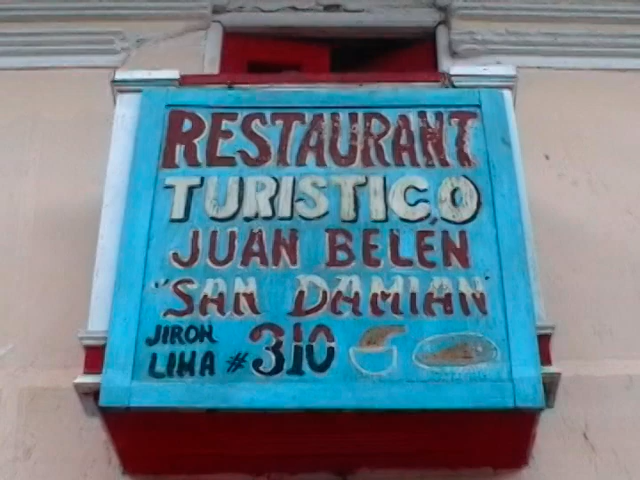 RESTAURANT
TURISTICO
JUAN BELEN
"SAN DAMIAN"
JIRON
LIMA # 310